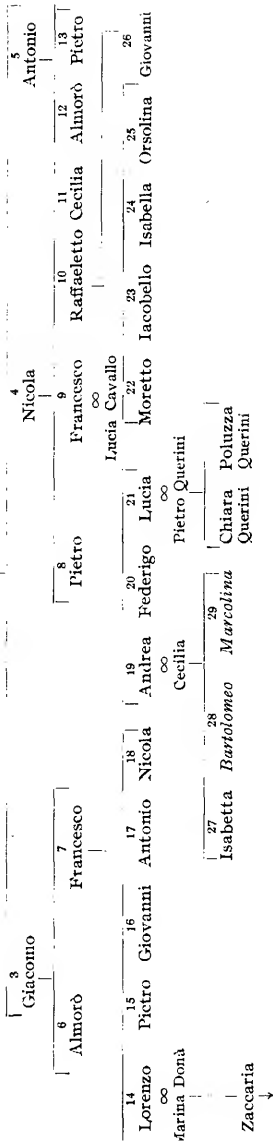 3 4 5
Giacomo Nicola Antonio
6 7 8 9 10 11 12 13
Almorò Francesco Pietro Francesco Raffaeletto Cecilia Almorò Pietro
∞
Lucia Cavallo
14 15 16 17 18 19 20 21 22 23 24 25 26
Lorenzo Pietro Giovanni Antonio Nicola Andrea Federigo Lucia Moretto Iacobello Isabella Orsolina Giovanni
∞ ∞ ∞
Marina Donà Cecilia Pietro Querini
27 28 29
Isabetta Bartolomeo Marcolina Chiara Poluzza
Querini Querini
Zaccaria